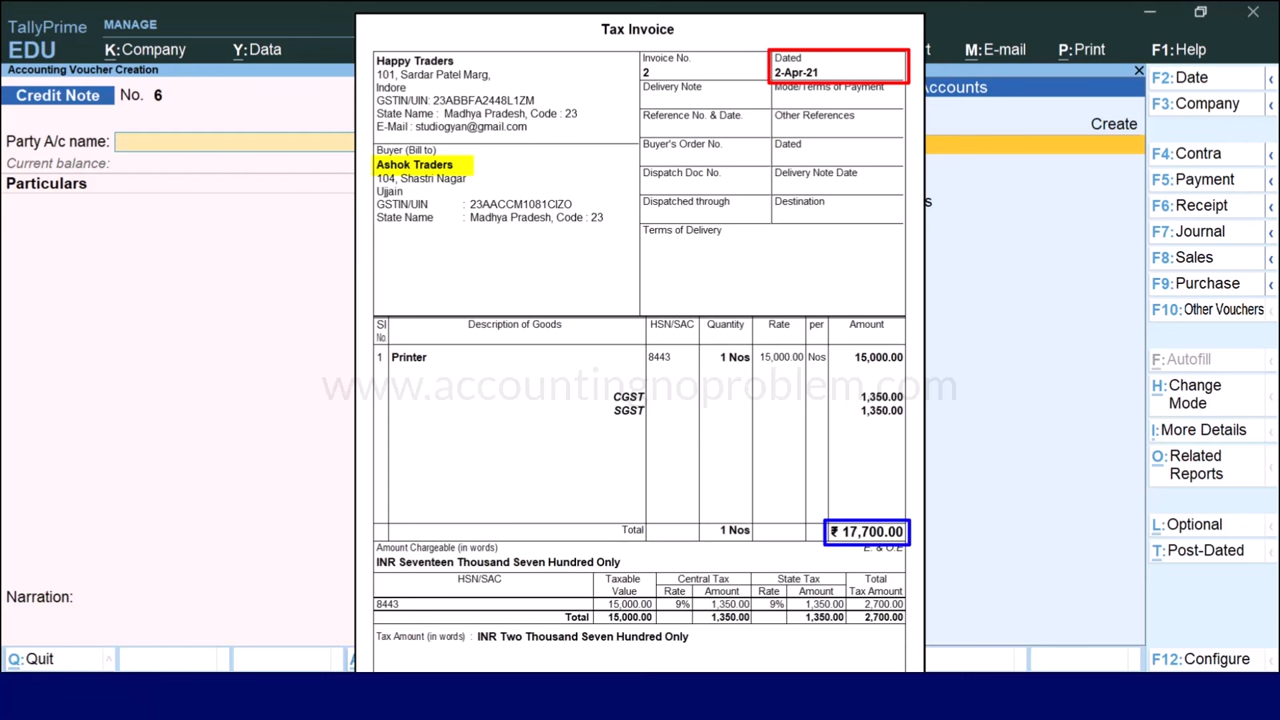 TallyPrime
EDU
MANAGE
K:Company
Y:Data
M:E-mail
P:Print
F1:Help
Accounting Voucher Creation
Credit Note No. 6
Party A/c name:
Current balance:
Particulars
Narration:
Q:Quit
Tax Invoice
Happy Traders
101, Sardar Patel Marg,
Indore
GSTIN/UIN: 23ABBFA2448L1ZM
State Name : Madhya Pradesh, Code : 23
E-Mail : studiogyan@gmail.com
Buyer (Bill to)
Ashok Traders
104, Shastri Nagar
Ujjain
GSTIN/UIN : 23AACCM1081CIZO
State Name : Madhya Pradesh, Code : 23
Invoice No.
2
Dated
2-Apr-21
Delivery Note
Mode/Terms of Payment
Reference No. & Date.
Other References
Buyer's Order No.
Dated
Dispatch Doc No.
Delivery Note Date
Dispatched through
Destination
Terms of Delivery
Sl No Description of Goods HSN/SAC Quantity Rate per Amount
1 Printer 8443 1 Nos 15,000.00 Nos 15,000.00
www.accountingnoproblem.com
CGST 1,350.00
SGST 1,350.00
Total 1 Nos ₹ 17,700.00
Amount Chargeable (in words) E. & O.E
INR Seventeen Thousand Seven Hundred Only
HSN/SAC Taxable Value Central Tax State Tax Total Tax Amount
Rate Amount Rate Amount
8443 15,000.00 9% 1,350.00 9% 1,350.00 2,700.00
Total 15,000.00 1,350.00 1,350.00 2,700.00
Tax Amount (in words) : INR Two Thousand Seven Hundred Only
Accounts
Create
F2:Date
F3:Company
F4:Contra
F5:Payment
F6:Receipt
F7:Journal
F8:Sales
F9:Purchase
F10:Other Vouchers
F:Autofill
H:Change
Mode
I:More Details
O:Related
Reports
L:Optional
T:Post-Dated
F12:Configure